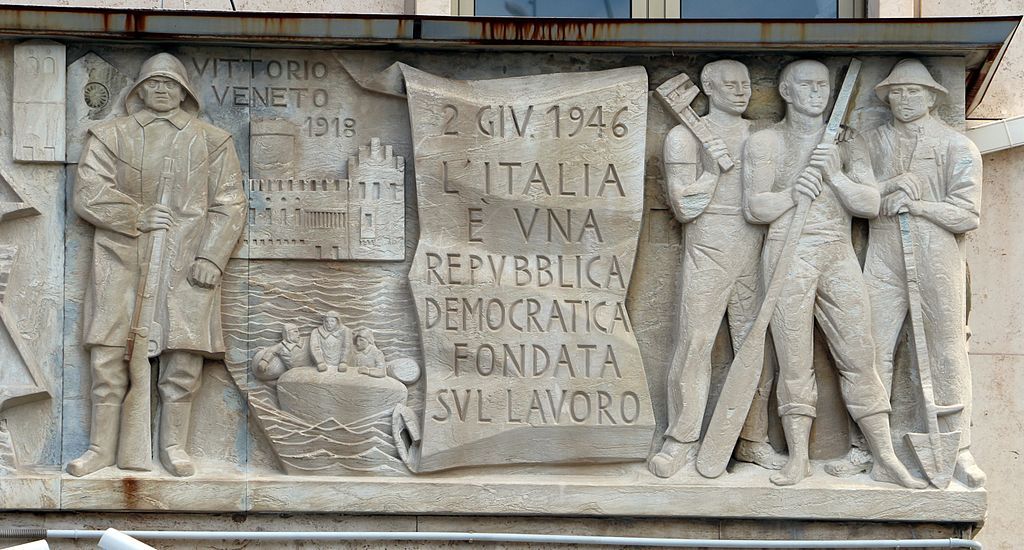 VITTORIO
VENETO
1918
2 GIV. 1946
L'ITALIA
È VNA
REPVBBLICA
DEMOCRATICA
FONDATA
SVL LAVORO